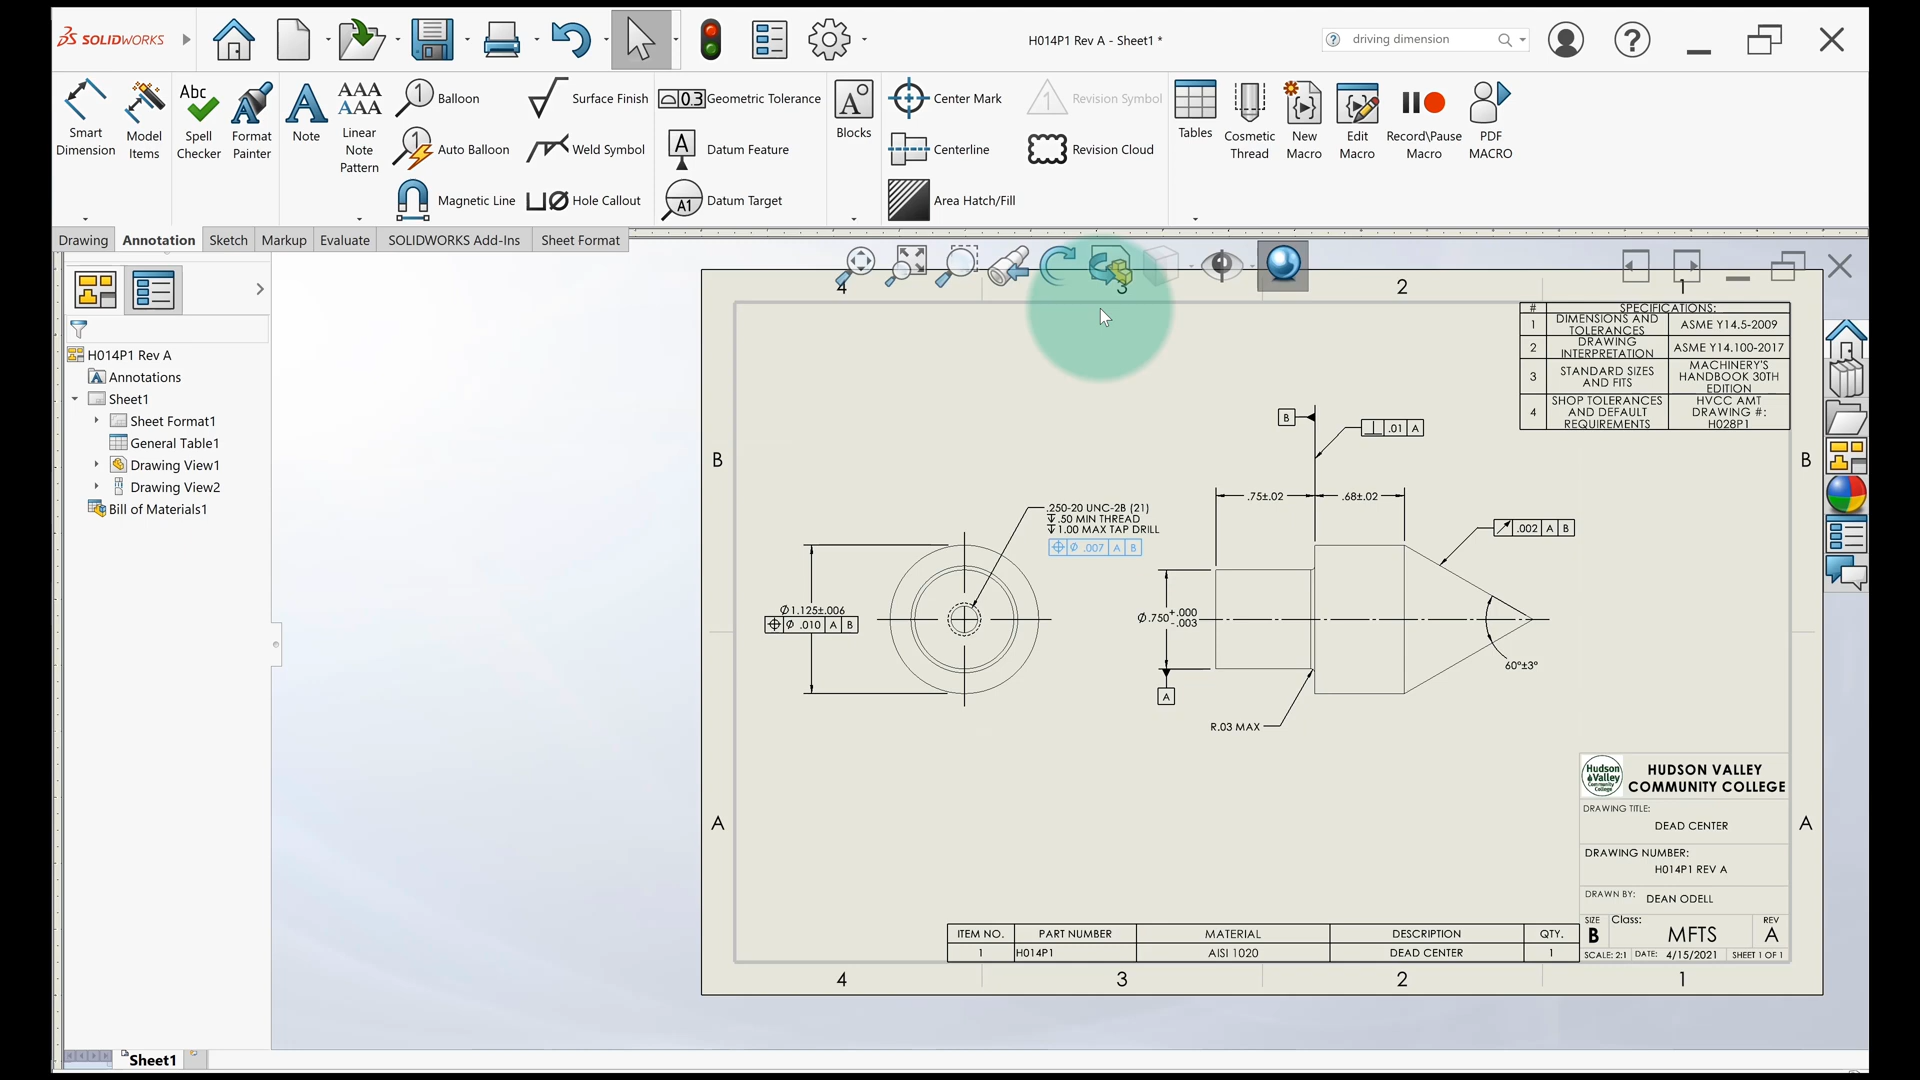 SOLIDWORKS
H014P1 Rev A - Sheet1 *
driving dimension
Smart Dimension
Model Items
Abc
Spell Checker
Format Painter
Note
Linear Note Pattern
Balloon
Auto Balloon
Magnetic Line
Surface Finish
Weld Symbol
Hole Callout
Geometric Tolerance
Datum Feature
Datum Target
Blocks
Center Mark
Centerline
Area Hatch/Fill
Revision Symbol
Revision Cloud
Tables
Cosmetic Thread
New Macro
Edit Macro
Record\Pause Macro
PDF MACRO
Drawing
Annotation
Sketch
Markup
Evaluate
SOLIDWORKS Add-Ins
Sheet Format
H014P1 Rev A
Annotations
Sheet1
Sheet Format1
General Table1
Drawing View1
Drawing View2
Bill of Materials1
4 3 2 1
# SPECIFICATIONS:
1 DIMENSIONS AND TOLERANCES ASME Y14.5-2009
2 DRAWING INTERPRETATION ASME Y14.100-2017
3 STANDARD SIZES AND FITS MACHINERY'S HANDBOOK 30TH EDITION
4 SHOP TOLERANCES AND DEFAULT REQUIREMENTS HVCC AMT DRAWING #: H028P1
B
B
B
.01 A
.75±.02
.68±.02
.250-20 UNC-2B (21)
.50 MIN THREAD
1.00 MAX TAP DRILL
⌀ .007 A B
.002 A B
⌀1.125±.006
⌀ .010 A B
⌀.750 +.000 -.003
60°±3°
A
R.03 MAX
A
A
Hudson Valley Community College
HUDSON VALLEY
COMMUNITY COLLEGE
DRAWING TITLE:
DEAD CENTER
DRAWING NUMBER:
H014P1 REV A
DRAWN BY: DEAN ODELL
SIZE B
Class: MFTS
REV A
SCALE: 2:1 DATE: 4/15/2021 SHEET 1 OF 1
ITEM NO. PART NUMBER MATERIAL DESCRIPTION QTY.
1 H014P1 AISI 1020 DEAD CENTER 1
4 3 2 1
Sheet1